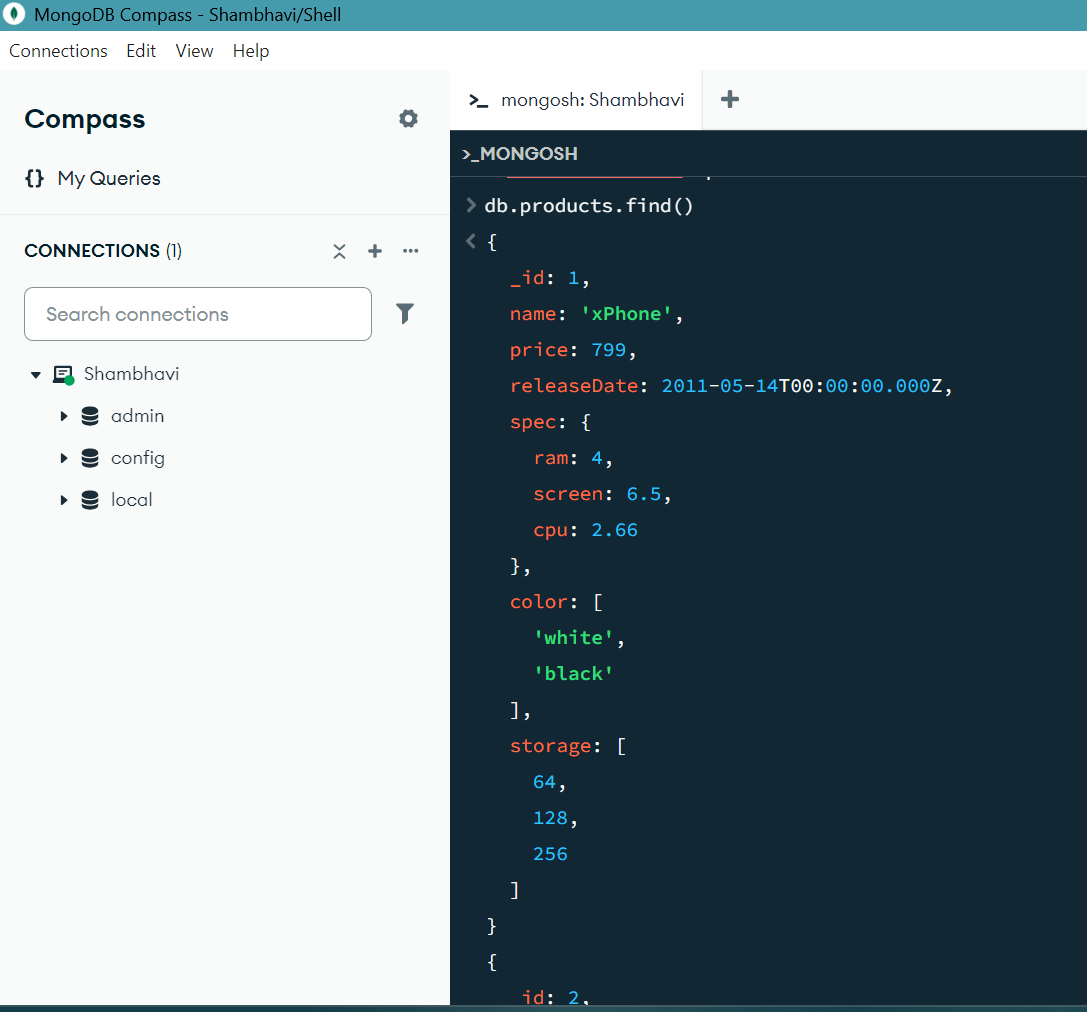 MongoDB Compass - Shambhavi/Shell
Connections Edit View Help
Compass
{} My Queries
CONNECTIONS (1)
Search connections
Shambhavi
admin
config
local
>_ mongosh: Shambhavi
>_MONGOSH
> db.products.find()
< {
_id: 1,
name: 'xPhone',
price: 799,
releaseDate: 2011-05-14T00:00:00.000Z,
spec: {
ram: 4,
screen: 6.5,
cpu: 2.66
},
color: [
'white',
'black'
],
storage: [
64,
128,
256
]
}
{
_id: 2,